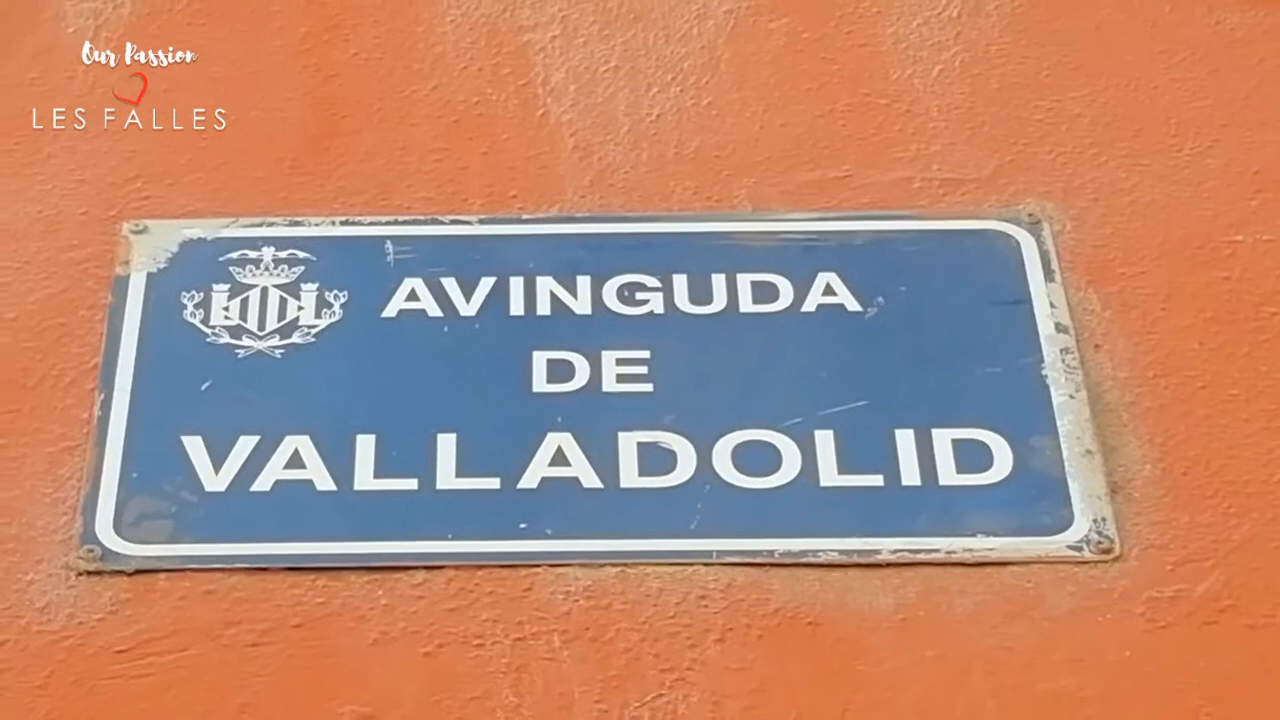 Our Passion
LES FALLES
AVINGUDA
DE
VALLADOLID